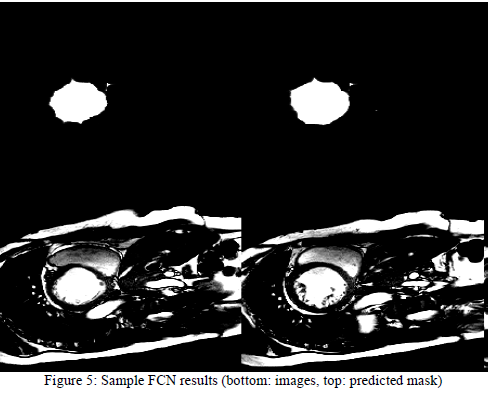 Figure 5: Sample FCN results (bottom: images, top: predicted mask)